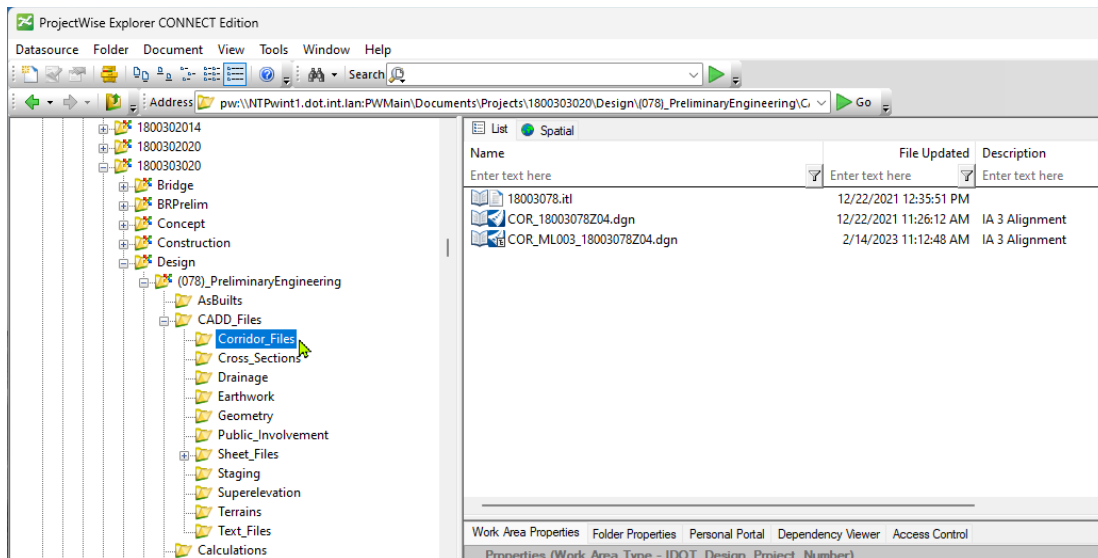 ProjectWise Explorer CONNECT Edition
Datasource Folder Document View Tools Window Help
Search
Address pw:\\NTPwint1.dot.int.lan:PWMain\Documents\Projects\1800303020\Design\(078)_PreliminaryEngineering\C Go
1800302014
1800302020
1800303020
Bridge
BRPrelim
Concept
Construction
Design
(078)_PreliminaryEngineering
AsBuilts
CADD_Files
Corridor_Files
Cross_Sections
Drainage
Earthwork
Geometry
Public_Involvement
Sheet_Files
Staging
Superelevation
Terrains
Text_Files
Calculations
List Spatial
Name File Updated Description
Enter text here Enter text here Enter text here
18003078.itl 12/22/2021 12:35:51 PM
COR_18003078Z04.dgn 12/22/2021 11:26:12 AM IA 3 Alignment
COR_ML003_18003078Z04.dgn 2/14/2023 11:12:48 AM IA 3 Alignment
Work Area Properties Folder Properties Personal Portal Dependency Viewer Access Control
Properties (Work Area Type - IDOT_Design_Project_Number)